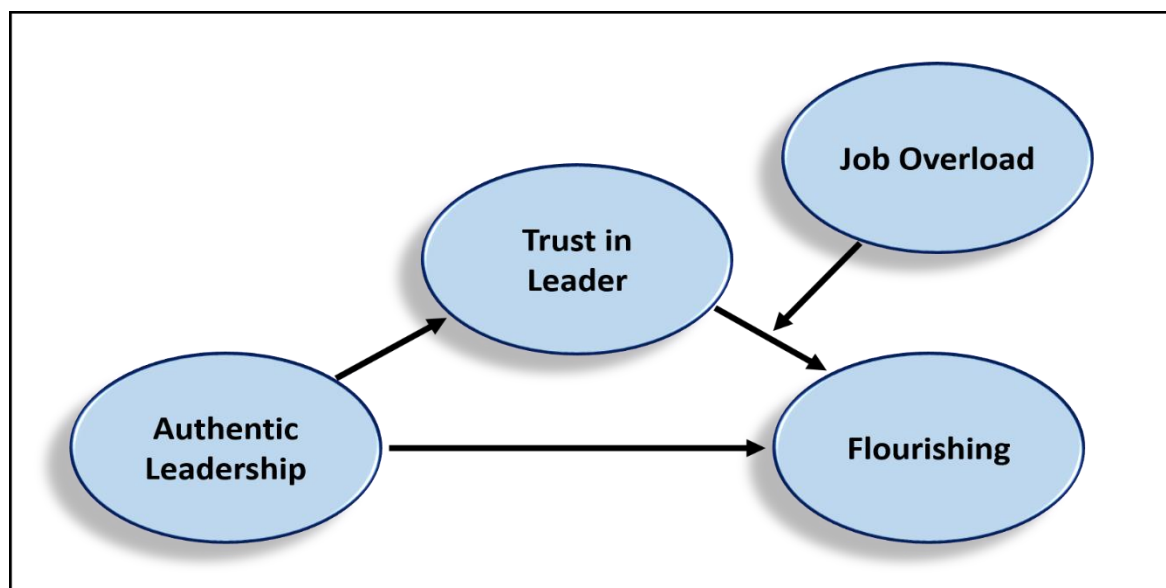 Job Overload
Trust in
Leader
Authentic
Leadership
Flourishing